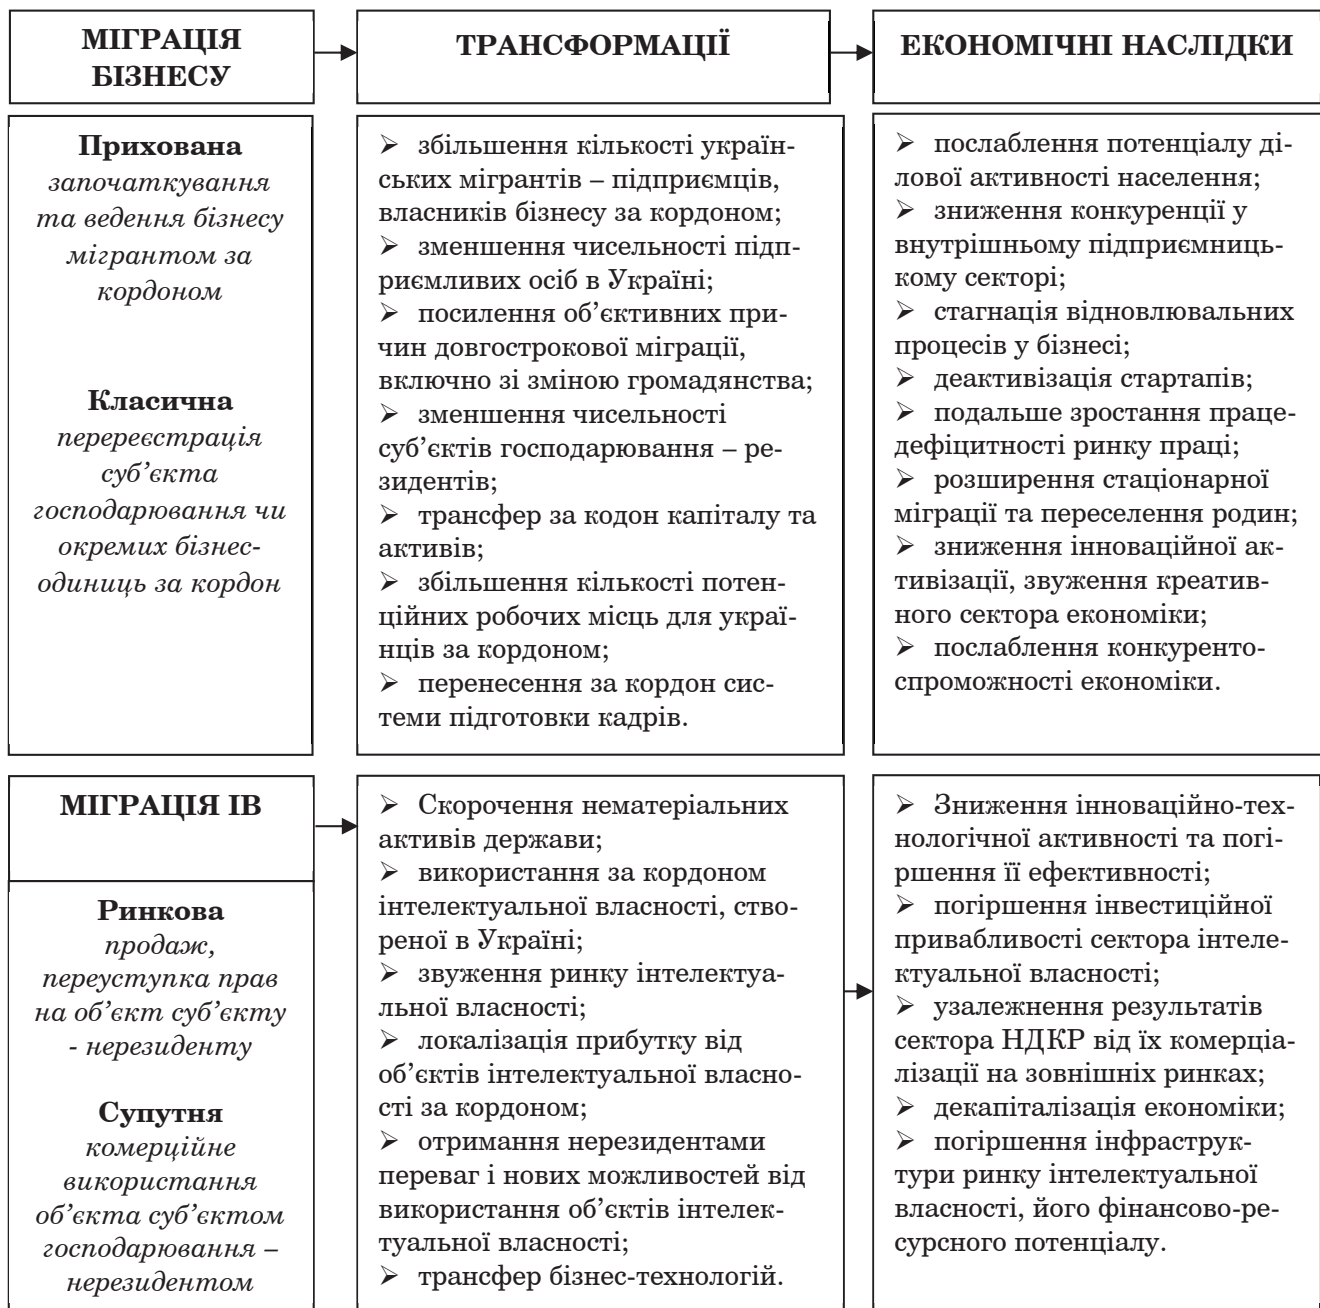 МІГРАЦІЯ
БІЗНЕСУ
ТРАНСФОРМАЦІЇ
ЕКОНОМІЧНІ НАСЛІДКИ
Прихована
започаткування
та ведення бізнесу
мігрантом за
кордоном
Класична
перереєстрація
суб’єкта
господарювання чи
окремих бізнес-
одиниць за кордон
➢ збільшення кількості україн-
ських мігрантів – підприємців,
власників бізнесу за кордоном;
➢ зменшення чисельності підп-
риємливих осіб в Україні;
➢ посилення об’єктивних при-
чин довгострокової міграції,
включно зі зміною громадянства;
➢ зменшення чисельності
суб’єктів господарювання – ре-
зидентів;
➢ трансфер за кодон капіталу та
активів;
➢ збільшення кількості потен-
ційних робочих місць для украї-
нців за кордоном;
➢ перенесення за кордон сис-
теми підготовки кадрів.
➢ послаблення потенціалу ді-
лової активності населення;
➢ зниження конкуренції у
внутрішньому підприємниць-
кому секторі;
➢ стагнація відновлювальних
процесів у бізнесі;
➢ деактивізація стартапів;
➢ подальше зростання праце-
дефіцитності ринку праці;
➢ розширення стаціонарної
міграції та переселення родин;
➢ зниження інноваційної ак-
тивізації, звуження креатив-
ного сектора економіки;
➢ послаблення конкуренто-
спроможності економіки.
МІГРАЦІЯ ІВ
Ринкова
продаж,
переуступка прав
на об’єкт суб’єкту
- нерезиденту
Супутня
комерційне
використання
об’єкта суб’єктом
господарювання –
нерезидентом
➢ Скорочення нематеріальних
активів держави;
➢ використання за кордоном
інтелектуальної власності, ство-
реної в Україні;
➢ звуження ринку інтелектуа-
льної власності;
➢ локалізація прибутку від
об’єктів інтелектуальної власно-
сті за кордоном;
➢ отримання нерезидентами
переваг і нових можливостей від
використання об’єктів інтелек-
туальної власності;
➢ трансфер бізнес-технологій.
➢ Зниження інноваційно-тех-
нологічної активності та погі-
ршення її ефективності;
➢ погіршення інвестиційної
привабливості сектора інтеле-
ктуальної власності;
➢ узалежнення результатів
сектора НДКР від їх комерціа-
лізації на зовнішніх ринках;
➢ декапіталізація економіки;
➢ погіршення інфраструк-
тури ринку інтелектуальної
власності, його фінансово-ре-
сурсного потенціалу.